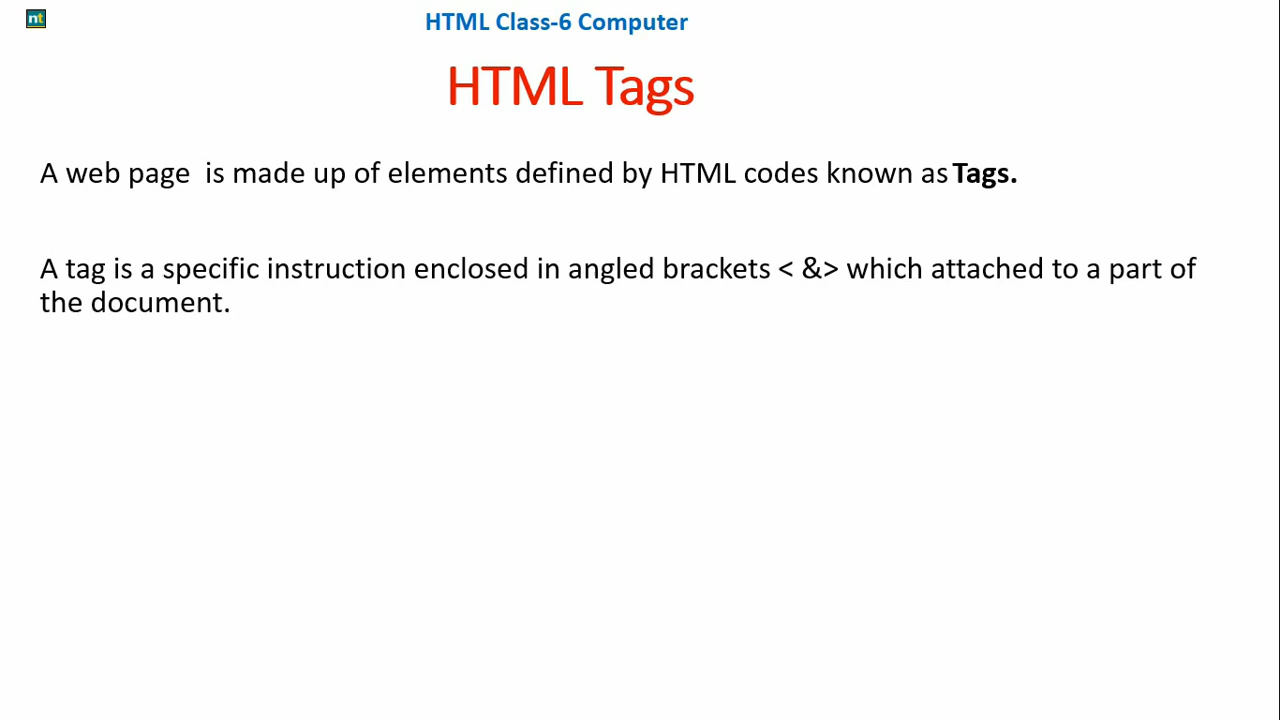 nt
HTML Class-6 Computer
HTML Tags
A web page  is made up of elements defined by HTML codes known as Tags.
A tag is a specific instruction enclosed in angled brackets < &> which attached to a part of
the document.